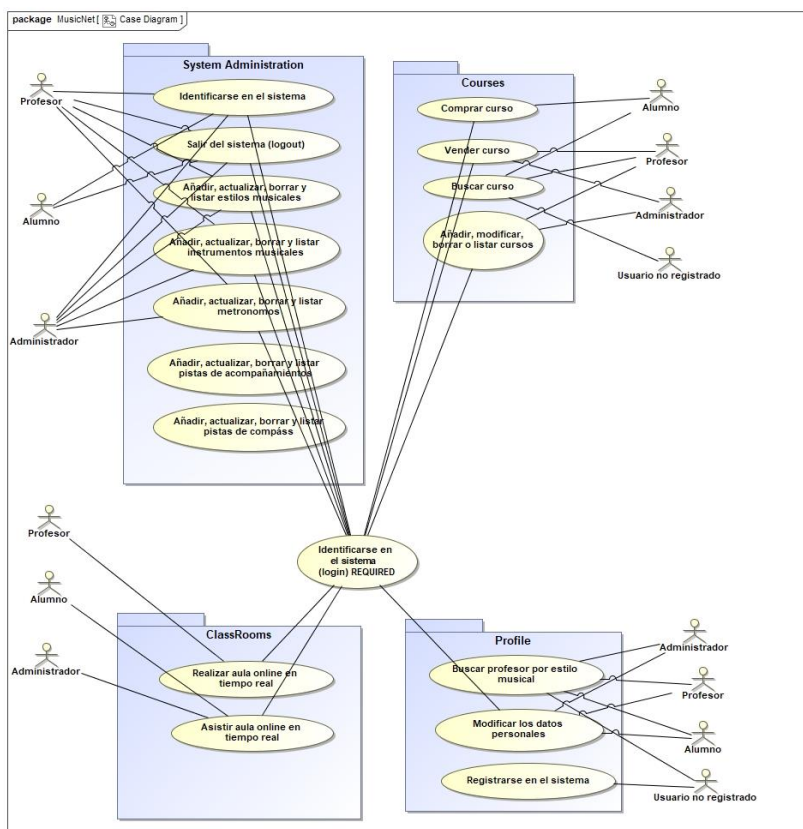 package MusicNet [ Case Diagram ]
System Administration
Identificarse en el sistema
Salir del sistema (logout)
Añadir, actualizar, borrar y
listar estilos musicales
Añadir, actualizar, borrar y listar
instrumentos musicales
Añadir, actualizar, borrar y listar
metronomos
Añadir, actualizar, borrar y listar
pistas de acompañamientos
Añadir, actualizar, borrar y listar
pistas de compáss
Profesor
Alumno
Administrador
Courses
Comprar curso
Vender curso
Buscar curso
Añadir, modificar,
borrar o listar cursos
Alumno
Profesor
Administrador
Usuario no registrado
Identificarse en
el sistema
(login) REQUIRED
Profesor
Alumno
Administrador
ClassRooms
Realizar aula online en
tiempo real
Asistir aula online en
tiempo real
Profile
Buscar profesor por estilo
musical
Modificar los datos
personales
Registrarse en el sistema
Administrador
Profesor
Alumno
Usuario no registrado